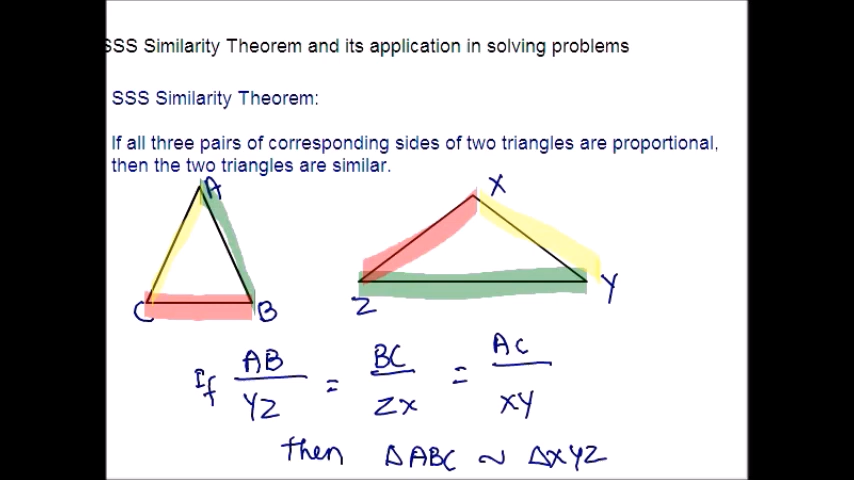 SSS Similarity Theorem and its application in solving problems
SSS Similarity Theorem:
If all three pairs of corresponding sides of two triangles are proportional,
then the two triangles are similar.
A
X
C
B
Z
Y
If AB/YZ = BC/ZX = AC/XY
then ΔABC ~ ΔXYZ